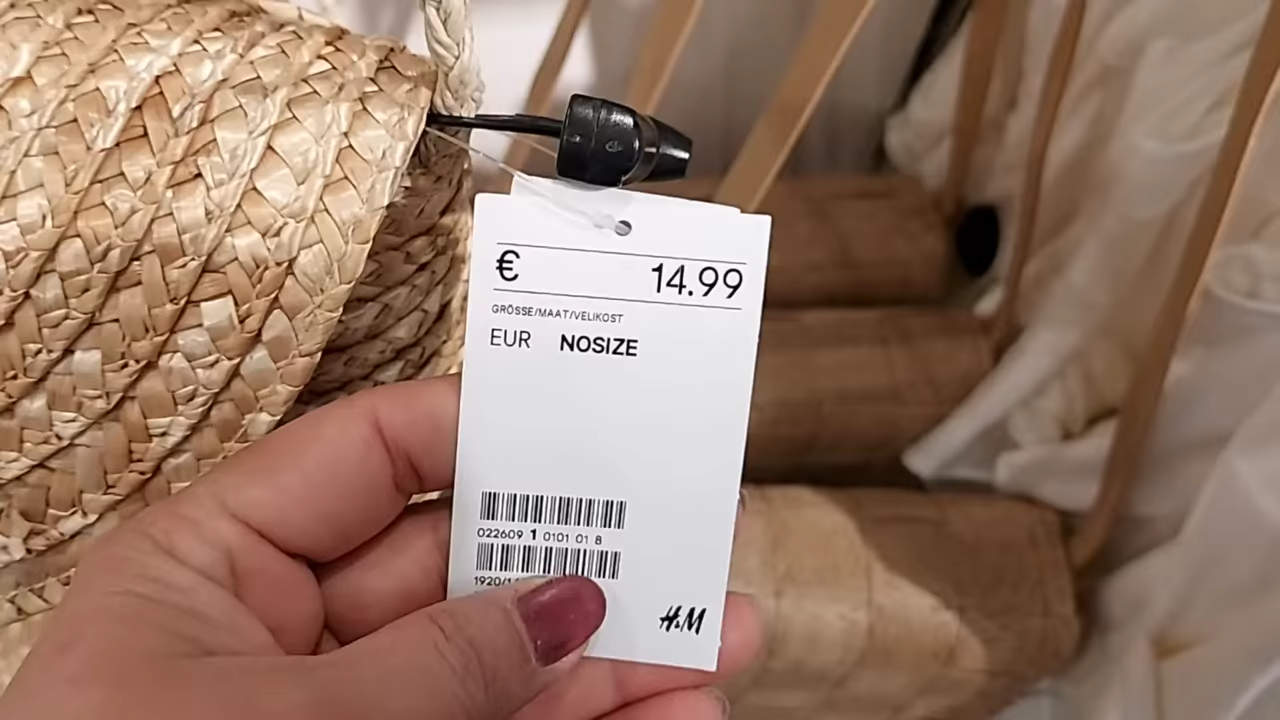 € 14.99
GRÖSSE/MAAT/VELIKOST
EUR NOSIZE
022609 1 0101 01 8
H&M